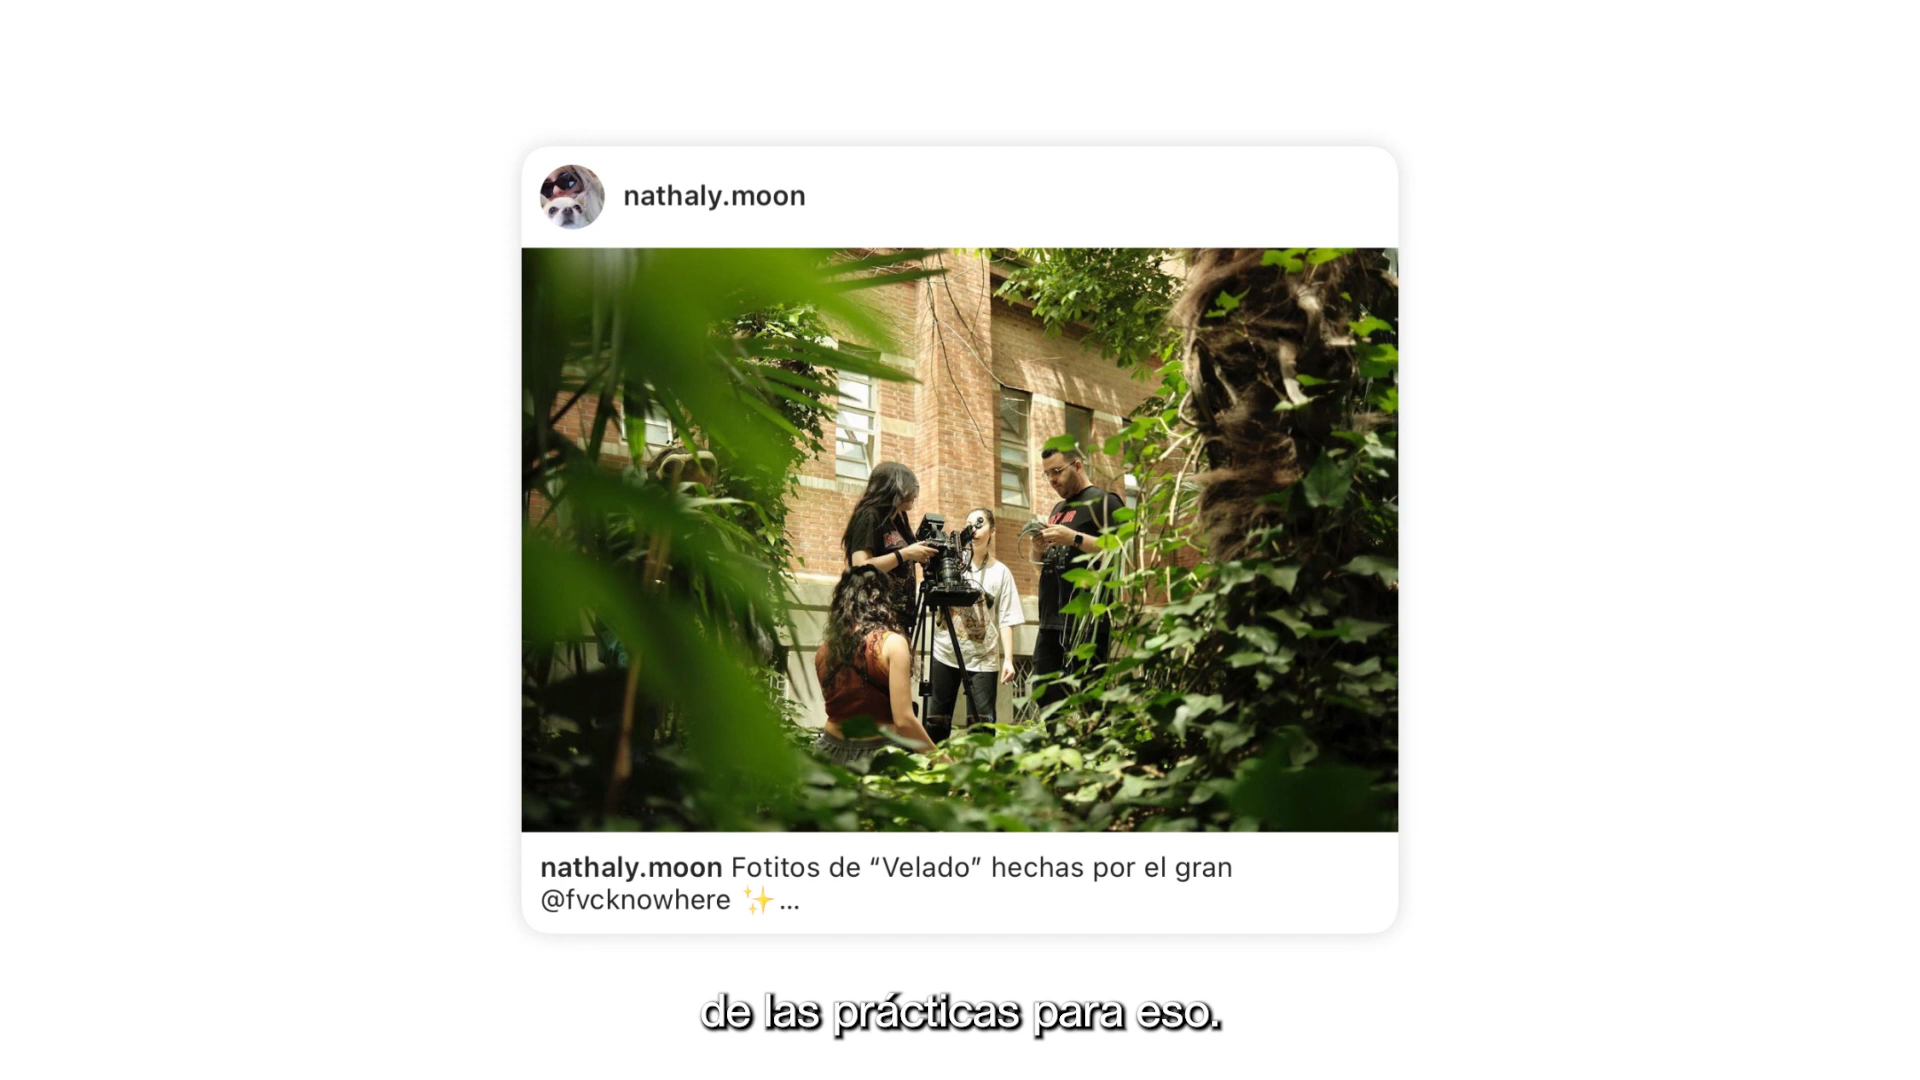 nathaly.moon
nathaly.moon Fotitos de “Velado” hechas por el gran
@fvcknowhere ✨...
de las prácticas para eso.